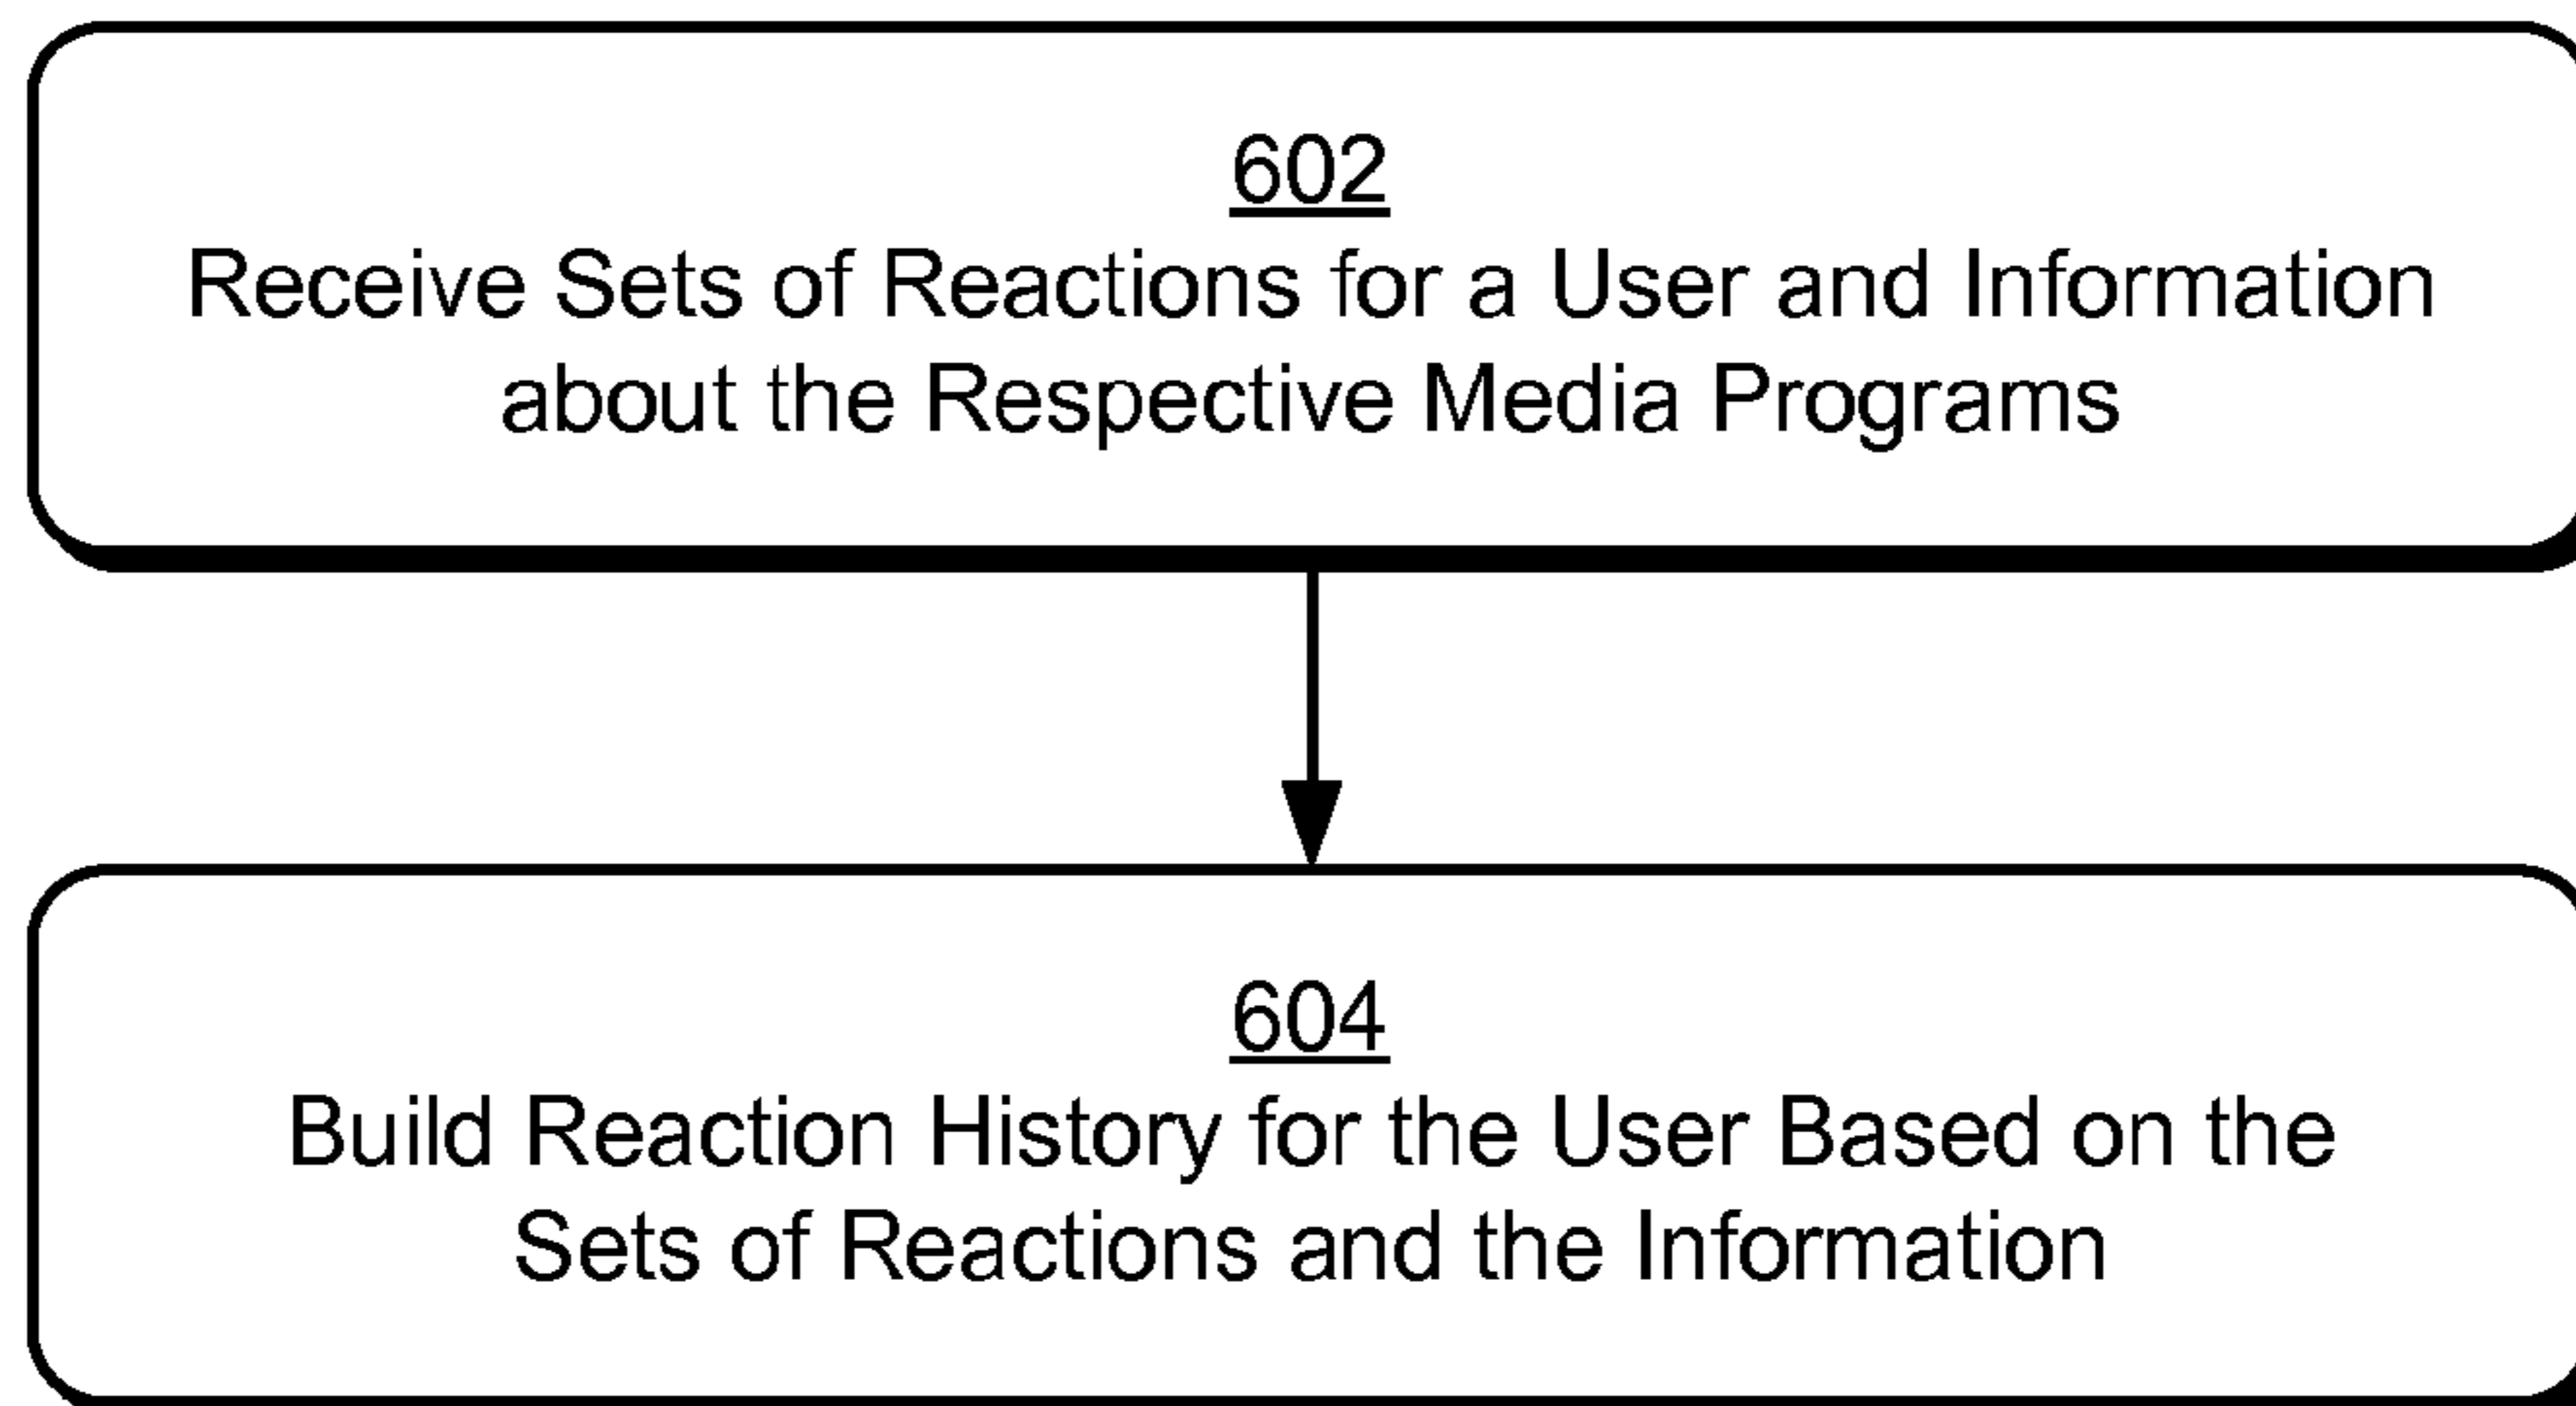 602
Receive Sets of Reactions for a User and Information
about the Respective Media Programs
604
Build Reaction History for the User Based on the
Sets of Reactions and the Information